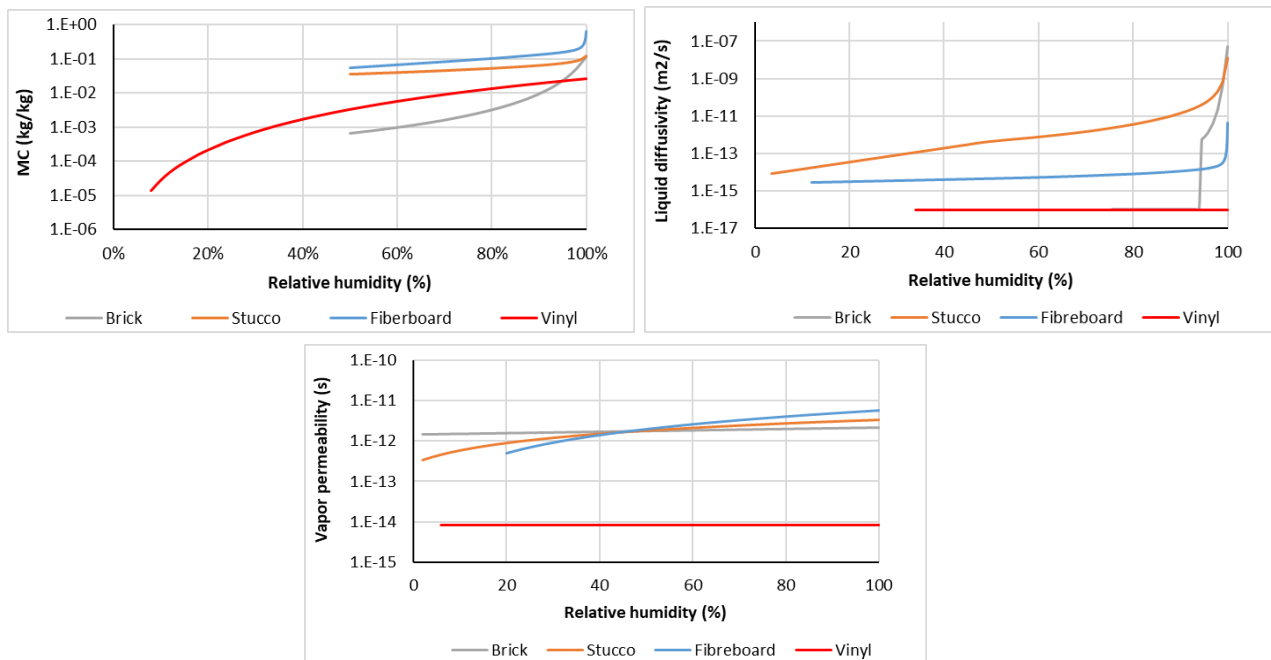 1.E+00
1.E-01
1.E-02
1.E-03
1.E-04
1.E-05
1.E-06
MC (kg/kg)
0% 20% 40% 60% 80% 100%
Relative humidity (%)
Brick Stucco Fiberboard Vinyl
1.E-07
1.E-09
1.E-11
1.E-13
1.E-15
1.E-17
Liquid diffusivity (m2/s)
0 20 40 60 80 100
Relative humidity (%)
Brick Stucco Fibreboard Vinyl
1.E-10
1.E-11
1.E-12
1.E-13
1.E-14
1.E-15
Vapor permeability (s)
0 20 40 60 80 100
Relative humidity (%)
Brick Stucco Fibreboard Vinyl